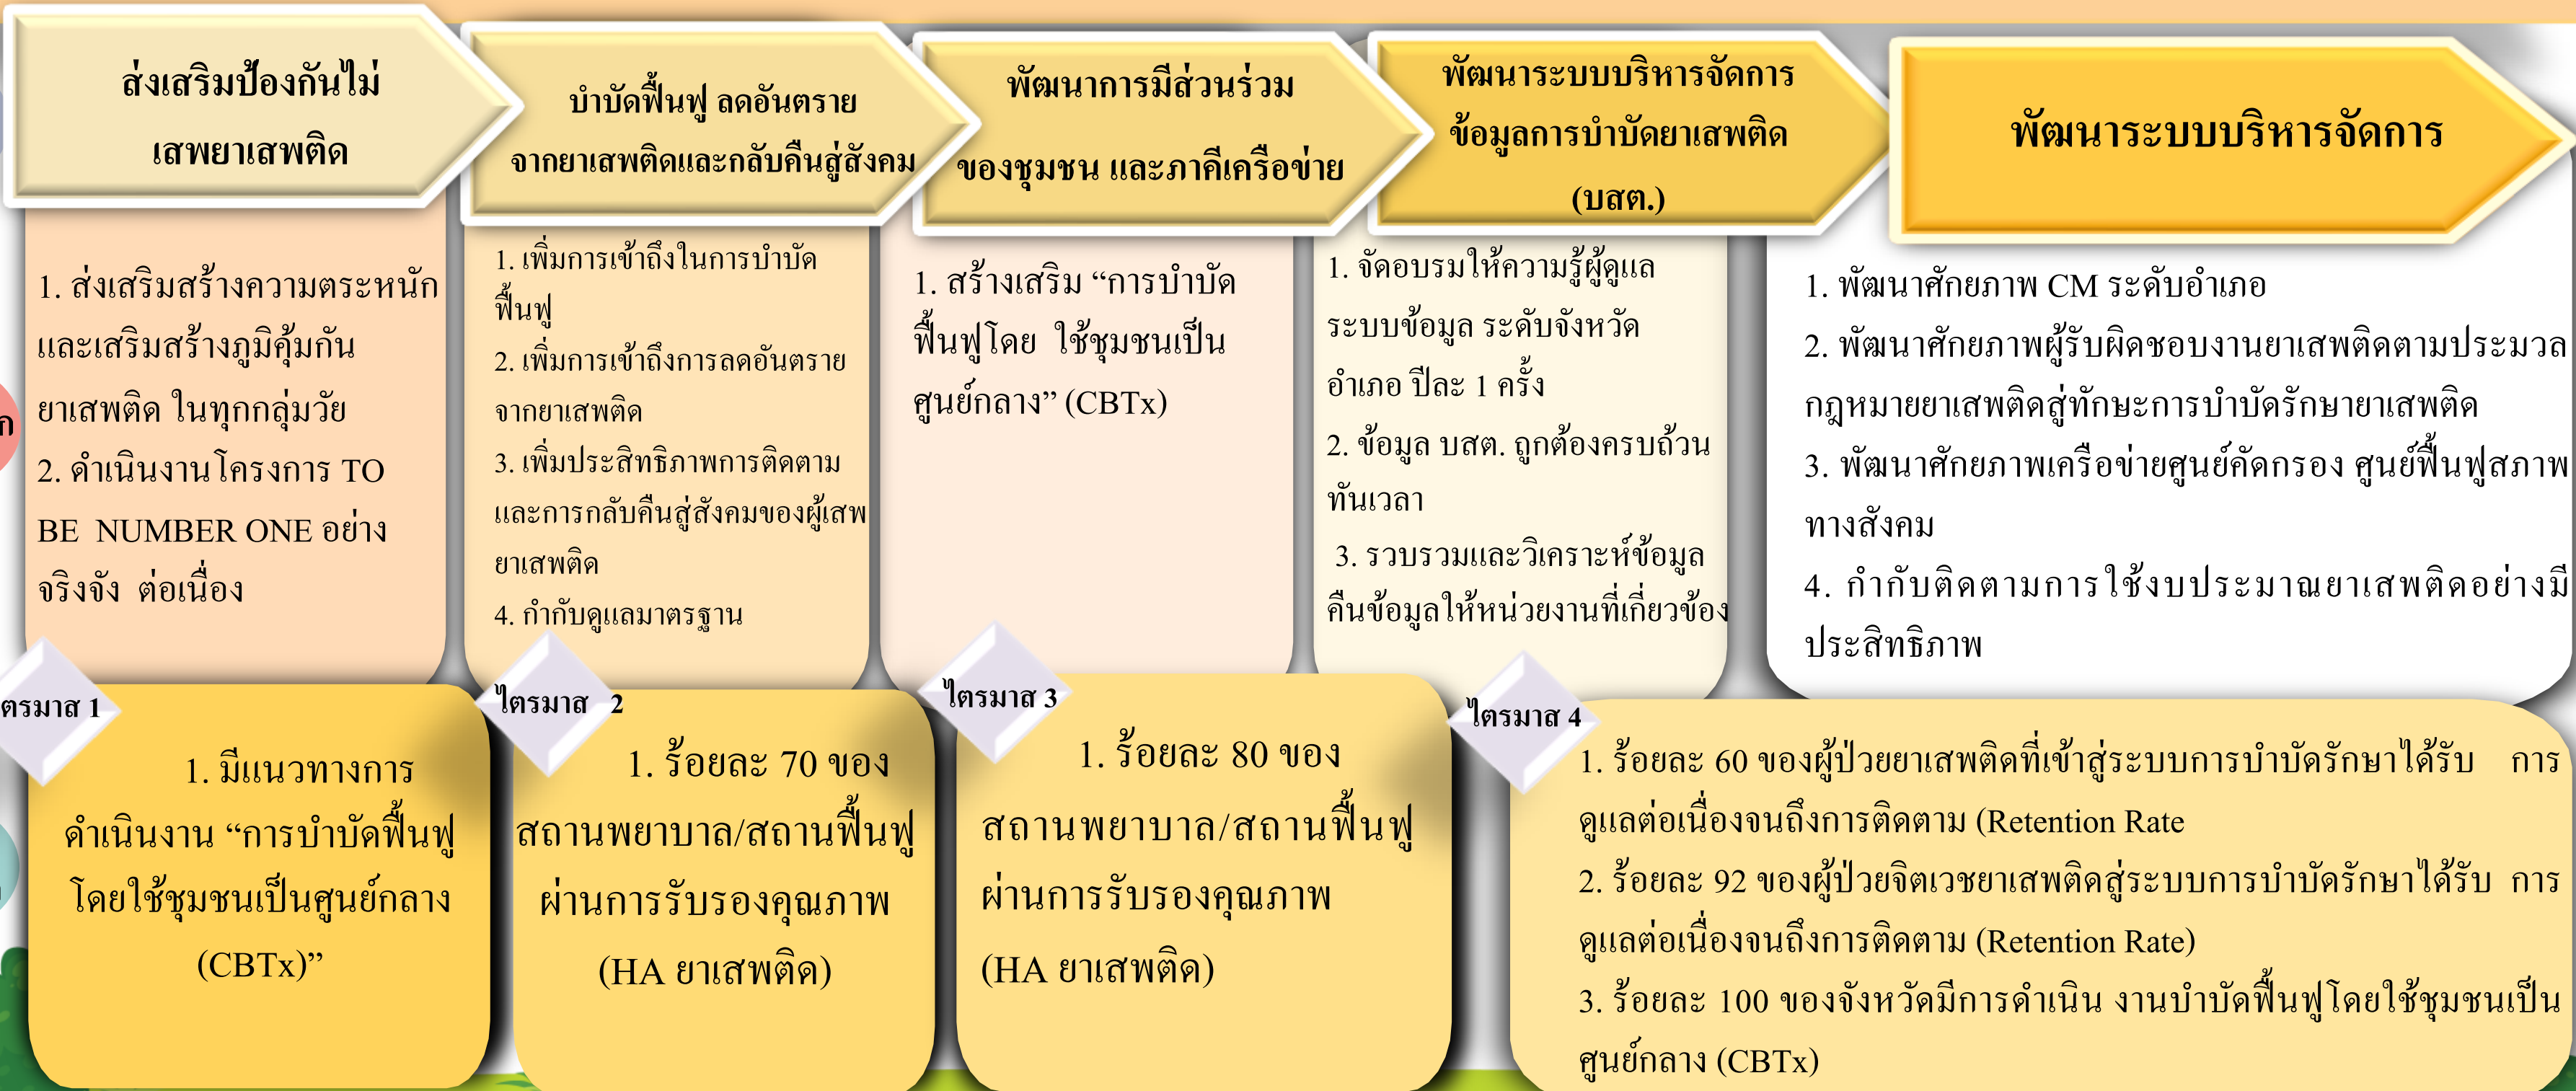 ส่งเสริมป้องกันไม่
เสพยาเสพติด
บำบัดฟื้นฟู ลดอันตราย
จากยาเสพติดและกลับคืนสู่สังคม
พัฒนาการมีส่วนร่วม
ของชุมชน และภาคีเครือข่าย
พัฒนาระบบบริหารจัดการ
ข้อมูลการบำบัดยาเสพติด
(บสต.)
พัฒนาระบบบริหารจัดการ
1. ส่งเสริมสร้างความตระหนัก
และเสริมสร้างภูมิคุ้มกัน
ยาเสพติด ในทุกกลุ่มวัย
2. ดำเนินงานโครงการ TO
BE NUMBER ONE อย่าง
จริงจัง ต่อเนื่อง
1. เพิ่มการเข้าถึงในการบำบัด
ฟื้นฟู
2. เพิ่มการเข้าถึงการลดอันตราย
จากยาเสพติด
3. เพิ่มประสิทธิภาพการติดตาม
และการกลับคืนสู่สังคมของผู้เสพ
ยาเสพติด
4. กำกับดูแลมาตรฐาน
1. สร้างเสริม “การบำบัด
ฟื้นฟูโดย ใช้ชุมชนเป็น
ศูนย์กลาง” (CBTx)
1. จัดอบรมให้ความรู้ผู้ดูแล
ระบบข้อมูล ระดับจังหวัด
อำเภอ ปีละ 1 ครั้ง
2. ข้อมูล บสต. ถูกต้องครบถ้วน
ทันเวลา
3. รวบรวมและวิเคราะห์ข้อมูล
คืนข้อมูลให้หน่วยงานที่เกี่ยวข้อง
1. พัฒนาศักยภาพ CM ระดับอำเภอ
2. พัฒนาศักยภาพผู้รับผิดชอบงานยาเสพติดตามประมวล
กฎหมายยาเสพติดสู่ทักษะการบำบัดรักษายาเสพติด
3. พัฒนาศักยภาพเครือข่ายศูนย์คัดกรอง ศูนย์ฟื้นฟูสภาพ
ทางสังคม
4. กำกับติดตามการใช้งบประมาณยาเสพติดอย่างมี
ประสิทธิภาพ
ก
ตรมาส 1
1. มีแนวทางการ
ดำเนินงาน “การบำบัดฟื้นฟู
โดยใช้ชุมชนเป็นศูนย์กลาง
(CBTx)”
ไตรมาส 2
1. ร้อยละ 70 ของ
สถานพยาบาล/สถานฟื้นฟู
ผ่านการรับรองคุณภาพ
(HA ยาเสพติด)
ไตรมาส 3
1. ร้อยละ 80 ของ
สถานพยาบาล/สถานฟื้นฟู
ผ่านการรับรองคุณภาพ
(HA ยาเสพติด)
ไตรมาส 4
1. ร้อยละ 60 ของผู้ป่วยยาเสพติดที่เข้าสู่ระบบการบำบัดรักษาได้รับ การ
ดูแลต่อเนื่องจนถึงการติดตาม (Retention Rate
2. ร้อยละ 92 ของผู้ป่วยจิตเวชยาเสพติดสู่ระบบการบำบัดรักษาได้รับ การ
ดูแลต่อเนื่องจนถึงการติดตาม (Retention Rate)
3. ร้อยละ 100 ของจังหวัดมีการดำเนิน งานบำบัดฟื้นฟูโดยใช้ชุมชนเป็น
ศูนย์กลาง (CBTx)